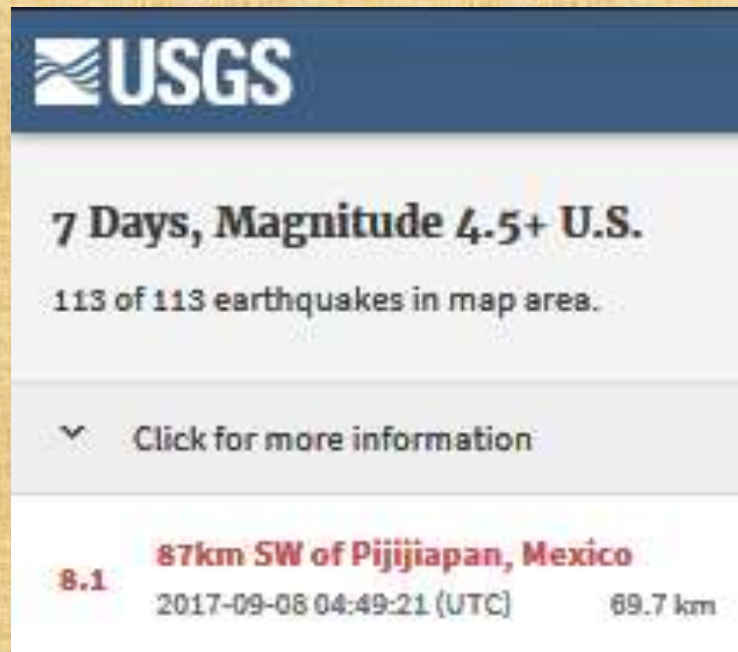 USGS
7 Days, Magnitude 4.5+ U.S.
113 of 113 earthquakes in map area.
Click for more information
87km SW of Pijijiapan, Mexico
8.1
2017-09-08 04:49:21 (UTC) 69.7 km